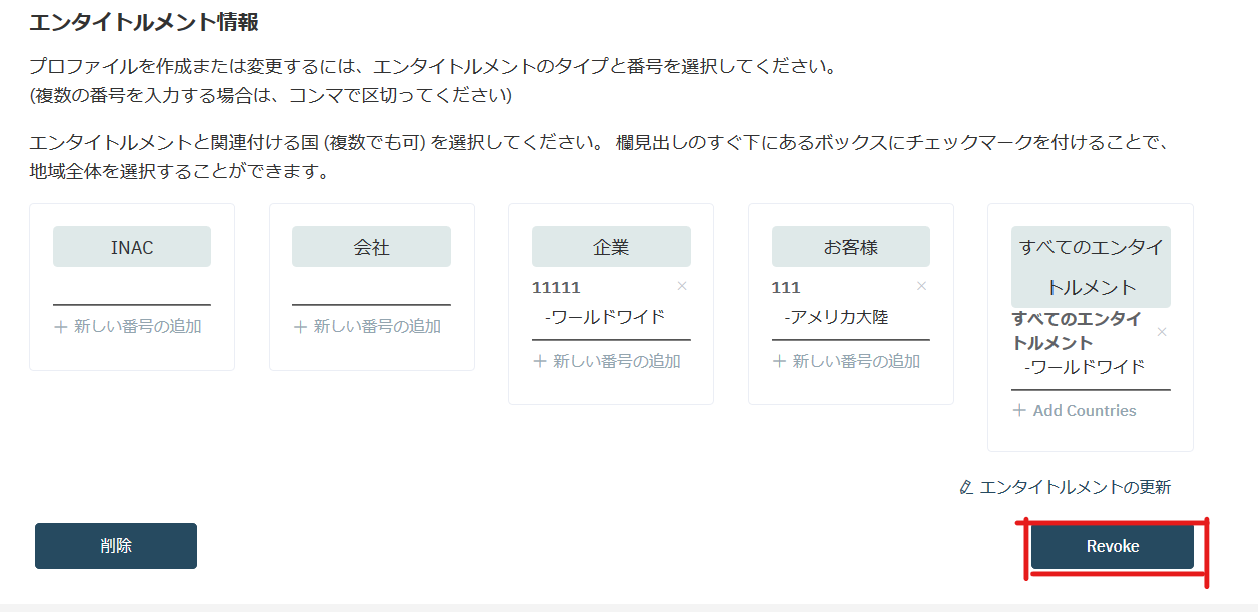 エンタイトルメント情報
プロファイルを作成または変更するには、エンタイトルメントのタイプと番号を選択してください。
(複数の番号を入力する場合は、コンマで区切ってください)
エンタイトルメントと関連付ける国 (複数でも可) を選択してください。 欄見出しのすぐ下にあるボックスにチェックマークを付けることで、
地域全体を選択することができます。
INAC
+ 新しい番号の追加
会社
+ 新しい番号の追加
企業
11111 ×
-ワールドワイド
+ 新しい番号の追加
お客様
111 ×
-アメリカ大陸
+ 新しい番号の追加
すべてのエンタイ
トルメント
すべてのエンタイ
トルメント ×
-ワールドワイド
+ Add Countries
エンタイトルメントの更新
削除
Revoke